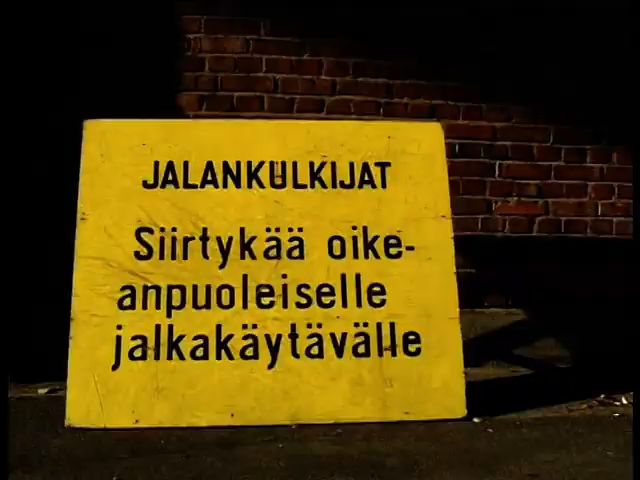 JALANKULKIJAT
Siirtykää oike-
anpuoleiselle
jalkakäytävälle